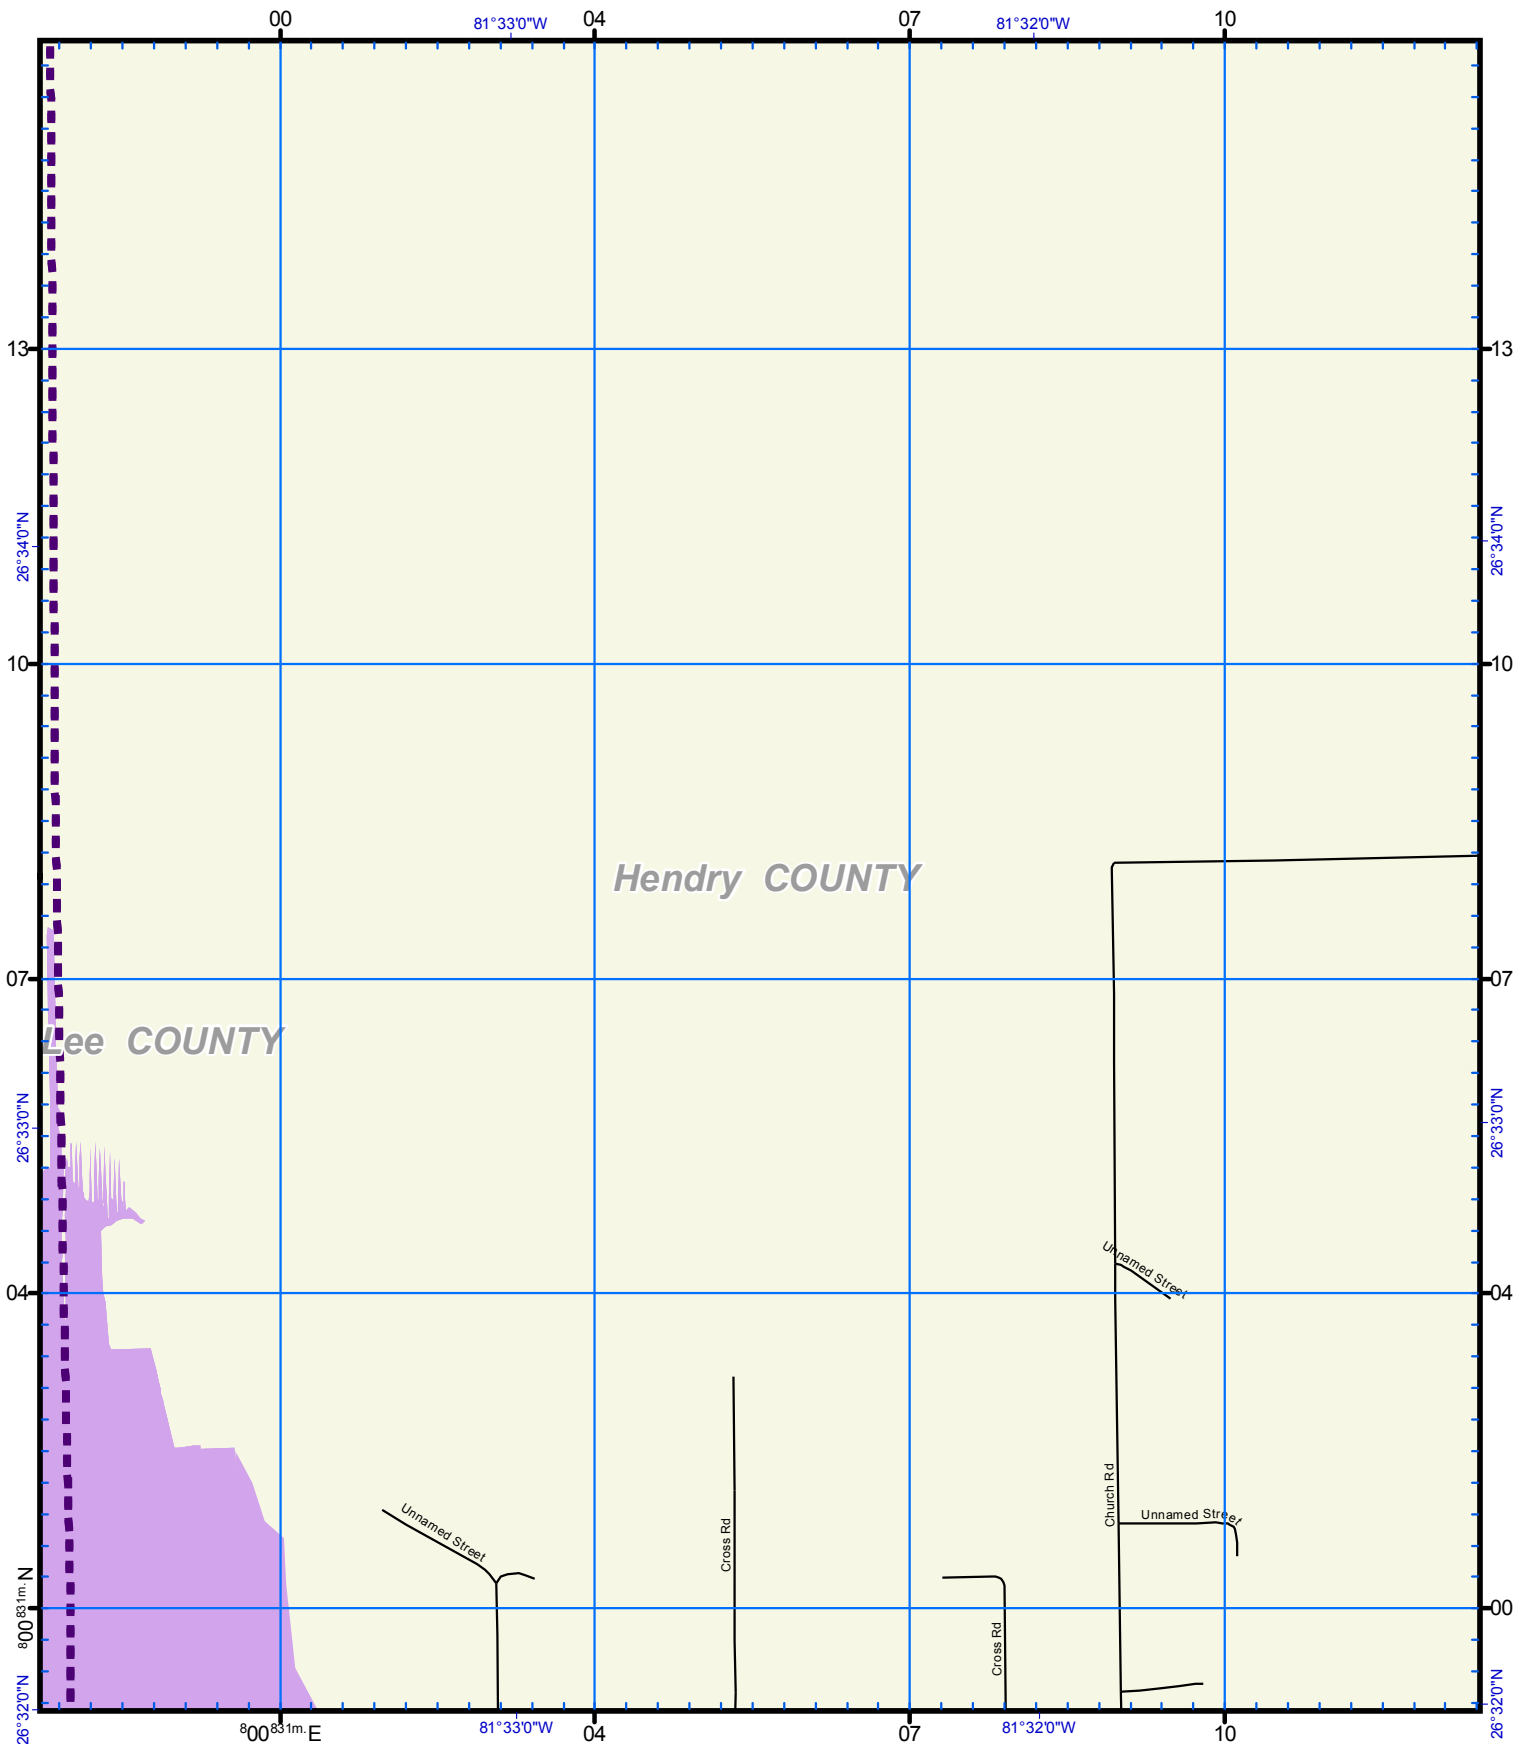 00 81°33'0"W 04 07 81°32'0"W 10
13 13
26°34'0"N 26°34'0"N
10 10
Hendry COUNTY
07 07
Lee COUNTY
26°33'0"N 26°33'0"N
Unnamed Street
04 04
Church Rd
Unnamed Street
Unnamed Street
Cross Rd
800831m. N
00
Cross Rd
26°32'0"N 26°32'0"N
800831m. E 81°33'0"W 04 07 81°32'0"W 10